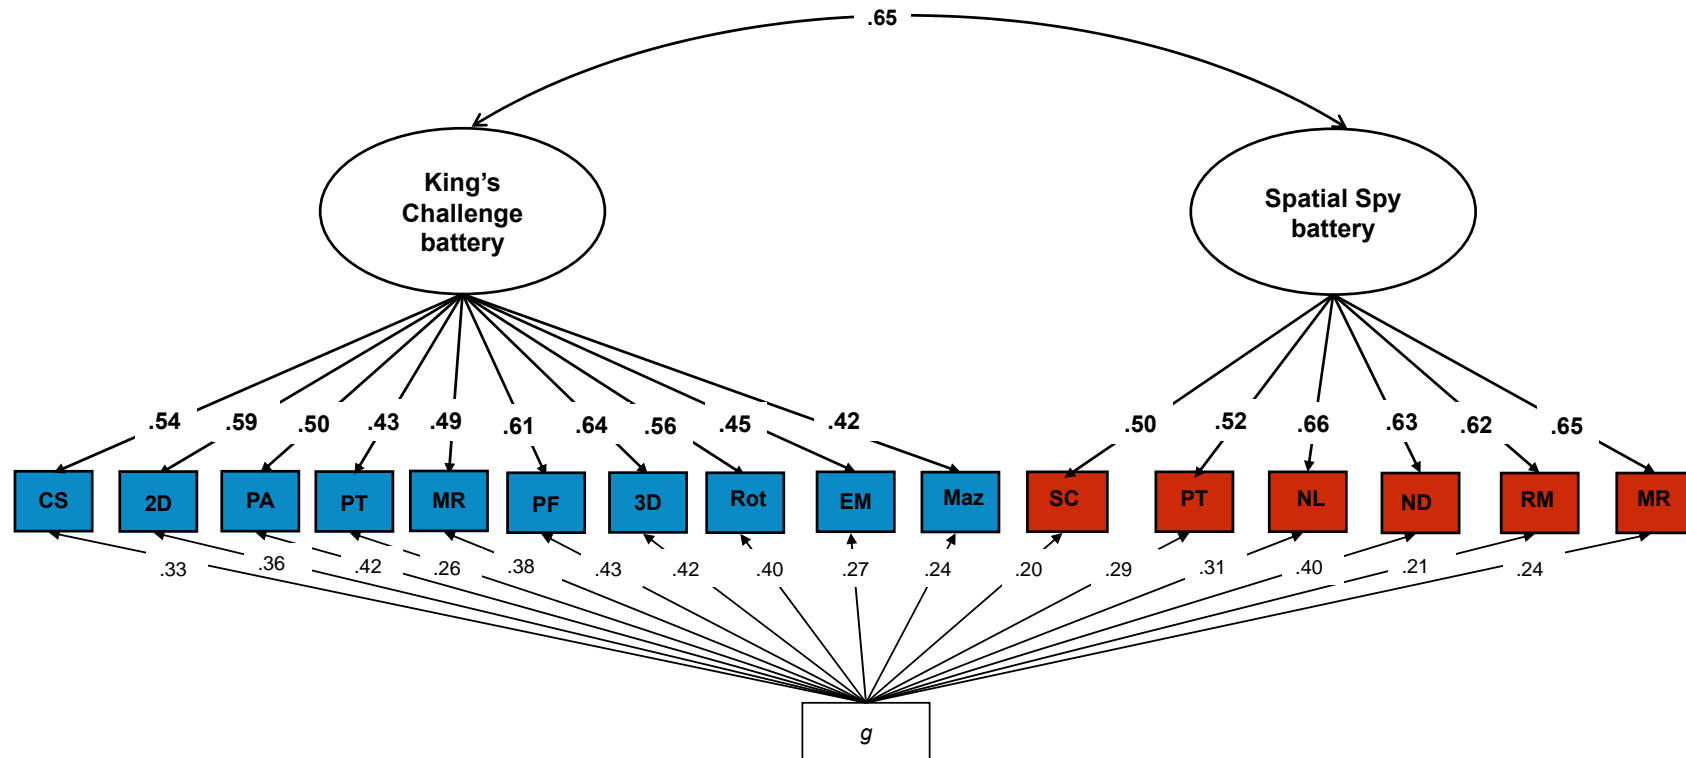 .65
King's
Challenge
battery
Spatial Spy
battery
.54 .59 .50 .43 .49 .61 .64 .56 .45 .42 .50 .52 .66 .63 .62 .65
CS 2D PA PT MR PF 3D Rot EM Maz SC PT NL ND RM MR
.33 .36 .42 .26 .38 .43 .42 .40 .27 .24 .20 .29 .31 .40 .21 .24
g